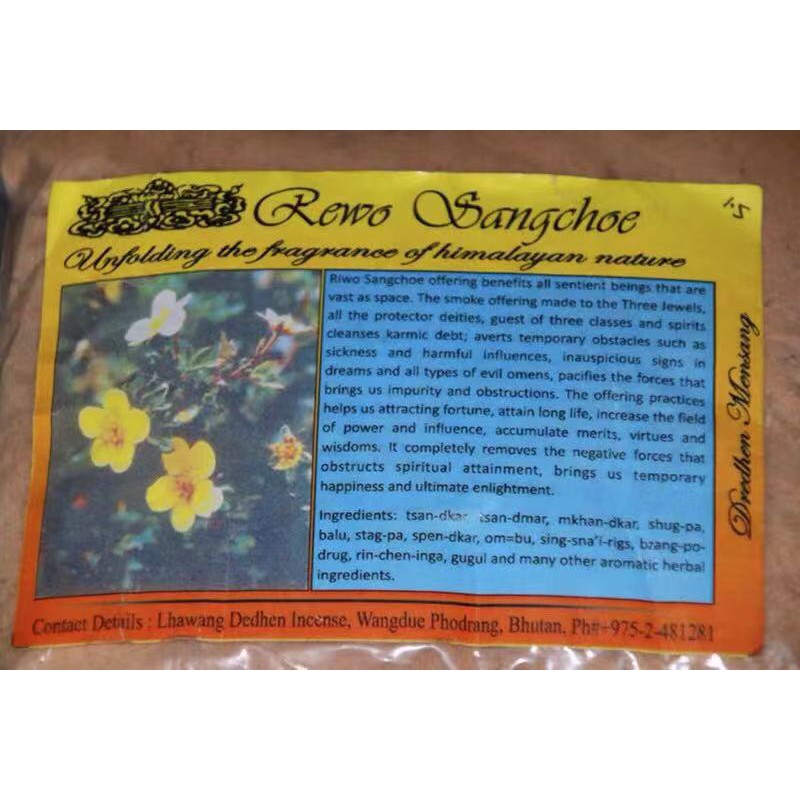 Rewo Sangchoe
Unfolding the fragrance of himalayan nature
Riwo Sangchoe offering benefits all sentient beings that are
vast as space. The smoke offering made to the Three Jewels,
all the protector deities, guest of three classes and spirits
cleanses karmic debt; averts temporary obstacles such as
sickness and harmful influences, inauspicious signs in
dreams and all types of evil omens, pacifies the forces that
brings us impurity and obstructions. The offering practices
helps us attracting fortune, attain long life, increase the field
of power and influence, accumulate merits, virtues and
wisdoms. It completely removes the negative forces that
obstructs spiritual attainment, brings us temporary
happiness and ultimate enlightment.
Ingredients: tsan-dkar, tsan-dmar, mkhan-dkar, shug-pa,
balu, stag-pa, spen-dkar, om=bu, sing-sna'i-rigs, bzang-po-
drug, rin-chen-inga, gugul and many other aromatic herbal
ingredients.
Dredhen Mensang
Contact Details : Lhawang Dedhen Incense, Wangdue Phodrang, Bhutan. Ph#+975-2-481281